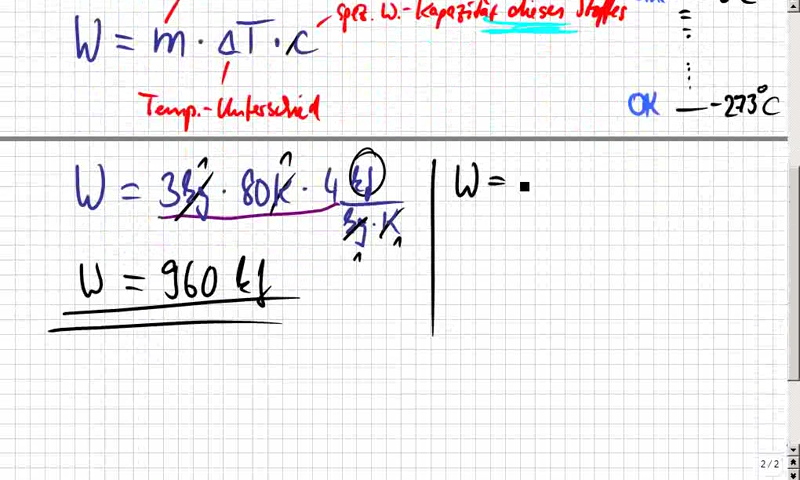 spez. W.-Kapazität dieses Stoffes
W = m · ΔT · c
Temp.-Unterschied
0K — -273°C
W = 3kg · 80K · 4 kJ / kg · K
W = 960 kJ
W =
2/2